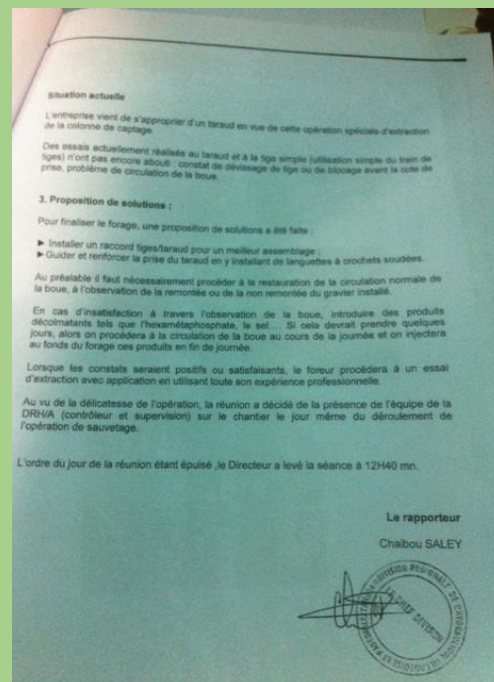 Situation actuelle
L'entreprise vient de s'approprier d'un taraud en vue de cette opération spéciale d'extraction
de la colonne de captage.
Des essais actuellement réalisés au taraud et à la tige simple (utilisation simple du train de
tiges) n'ont pas encore abouti : constat de dévissage de tige ou de blocage avant la cote de
prise, problème de circulation de la boue.
3. Proposition de solutions :
Pour finaliser le forage, une proposition de solutions a été faite :
► Installer un raccord tiges/taraud pour un meilleur assemblage ;
► Guider et renforcer la prise du taraud en y installant de languettes à crochets soudées.
Au préalable il faut nécessairement procéder à la restauration de la circulation normale de
la boue, à l'observation de la remontée ou de la non remontée du gravier installé.
En cas d'insatisfaction à travers l'observation de la boue, introduire des produits
décolmatants tels que l'hexamétaphosphate, le sel.... Si cela devrait prendre quelques
jours, alors on procédera à la circulation de la boue au cours de la journée et on injectera
au fonds du forage ces produits en fin de journée.
Lorsque les constats seraient positifs ou satisfaisants, le foreur procédera à un essai
d'extraction avec application en utilisant toute son expérience professionnelle.
Au vu de la délicatesse de l'opération, la réunion a décidé de la présence de l'équipe de la
DRH/A (contrôleur et supervision) sur le chantier le jour même du déroulement de
l'opération de sauvetage.
L'ordre du jour de la réunion étant épuisé ,le Directeur a levé la séance à 12H40 mn.
Le rapporteur
Chaibou SALEY
LE CHEF DIVISION